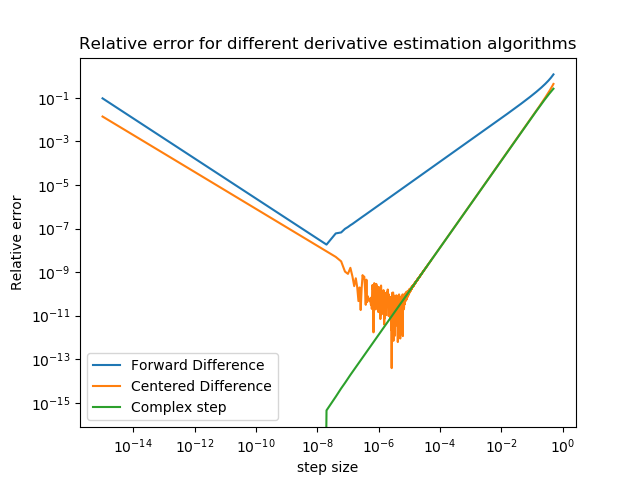 Relative error for different derivative estimation algorithms
Relative error
10⁻¹
10⁻³
10⁻⁵
10⁻⁷
10⁻⁹
10⁻¹¹
10⁻¹³
10⁻¹⁵
Forward Difference
Centered Difference
Complex step
10⁻¹⁴ 10⁻¹² 10⁻¹⁰ 10⁻⁸ 10⁻⁶ 10⁻⁴ 10⁻² 10⁰
step size